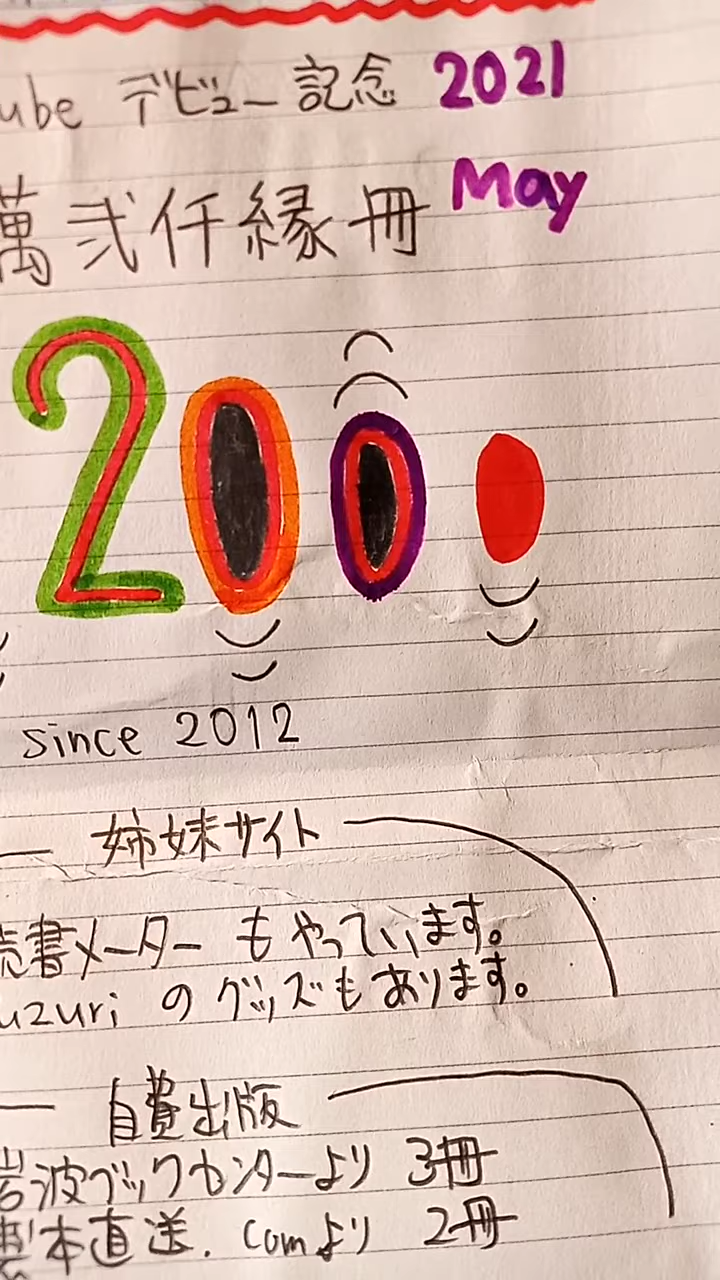 ube デビュー記念 2021
May
萬弐仟縁冊
2000
since 2012
姉妹サイト
読書メーターもやっています。
uzuri のグッズもあります。
自費出版
岩波ブックセンターより 3冊
製本直送.comより 2冊